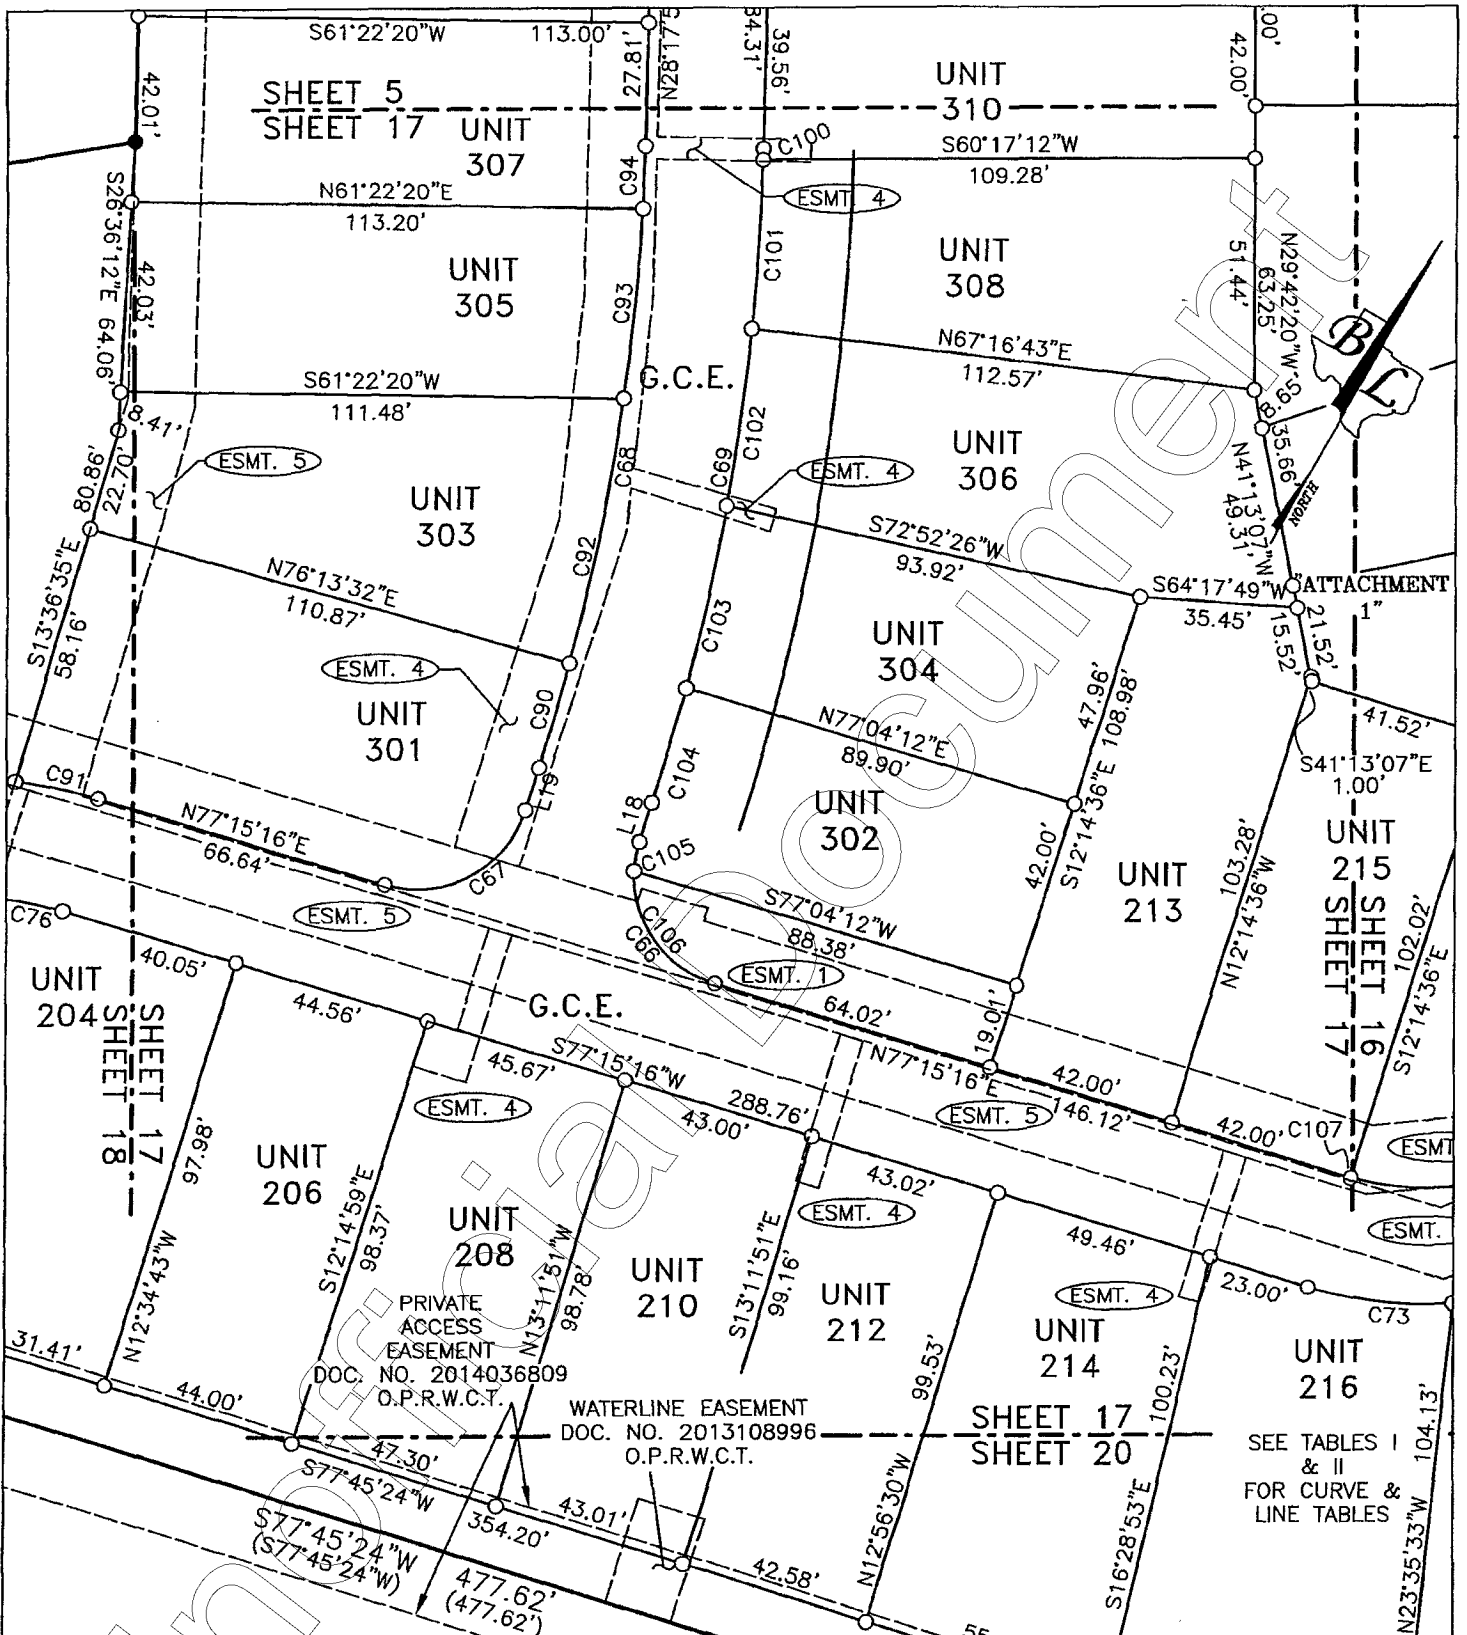 S61°22'20"W
113.00'
27.81'
N28°17'5
34.31'
39.56'
42.00'
.00'
42.01'
SHEET 5
SHEET 17
UNIT
307
UNIT
310
C94
C100
S60°17'12"W
109.28'
ESMT. 4
S26°36'12"E 64.06'
42.03'
N61°22'20"E
113.20'
UNIT
305
C93
C101
UNIT
308
51.44'
N29°42'20"W
63.25'
B
L
NORTH
S61°22'20"W
111.48'
G.C.E.
N67°16'43"E
112.57'
8.65'
35.66'
8.41'
80.86'
22.70'
ESMT. 5
UNIT
303
C68
C69
C102
ESMT. 4
UNIT
306
N41°13'07"W
49.31'
S72°52'26"W
93.92'
S64°17'49"W
35.45'
"ATTACHMENT
1"
15.52'
21.52'
S13°36'35"E
58.16'
N76°13'32"E
110.87'
C92
C103
UNIT
304
ESMT. 4
C90
UNIT
301
47.96'
S12°14'36"E 108.98'
N77°04'12"E
89.90'
41.52'
S41°13'07"E
1.00'
C91
L19
L18
C104
UNIT
302
N77°15'16"E
66.64'
C67
C105
42.00'
UNIT
213
103.28'
N12°14'36"W
UNIT
215
SHEET 16
SHEET 17
102.02'
S12°14'36"E
C76
ESMT. 5
C106
C66
S77°04'12"W
88.38'
ESMT. 1
40.05'
UNIT
204
SHEET 17
SHEET 18
44.56'
G.C.E.
64.02'
19.01'
N77°15'16"E
45.67'
S77°15'16"W
288.76'
43.00'
ESMT. 4
ESMT. 5
42.00'
146.12'
42.00'
C107
ESMT
97.98'
N12°34'43"W
UNIT
206
S12°14'59"E
98.37'
UNIT
208
N13°11'51"W
98.78'
UNIT
210
S13°11'51"E
99.16'
43.02'
ESMT. 4
49.46'
ESMT.
UNIT
212
ESMT. 4
23.00'
C73
UNIT
214
UNIT
216
PRIVATE
ACCESS
EASEMENT
DOC. NO. 2014036809
O.P.R.W.C.T.
31.41'
44.00'
99.53'
N12°56'30"W
100.23'
S16°28'53"E
104.13'
N23°35'33"W
WATERLINE EASEMENT
DOC. NO. 2013108996
O.P.R.W.C.T.
SHEET 17
SHEET 20
SEE TABLES I
& II
FOR CURVE &
LINE TABLES
47.30'
S77°45'24"W
43.01'
354.20'
42.58'
S77°45'24"W
(S77°45'24"W)
477.62'
(477.62')
55
Unofficial Document